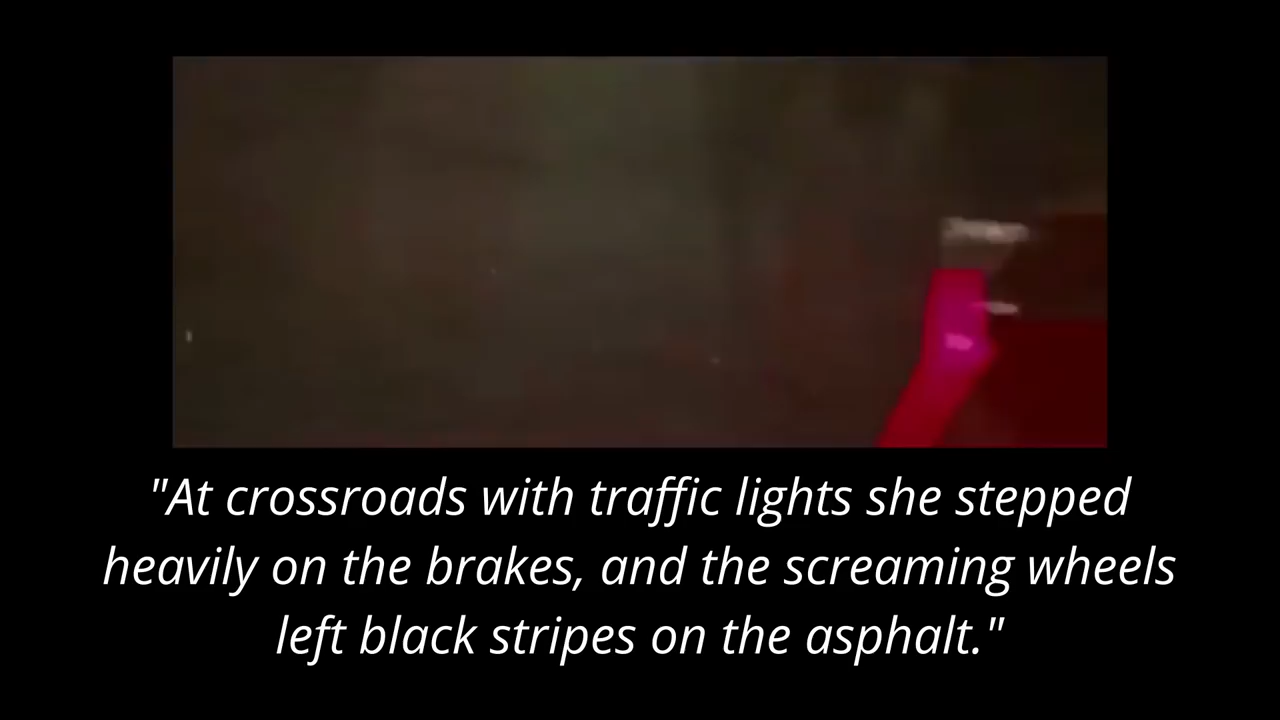 "At crossroads with traffic lights she stepped
heavily on the brakes, and the screaming wheels
left black stripes on the asphalt."